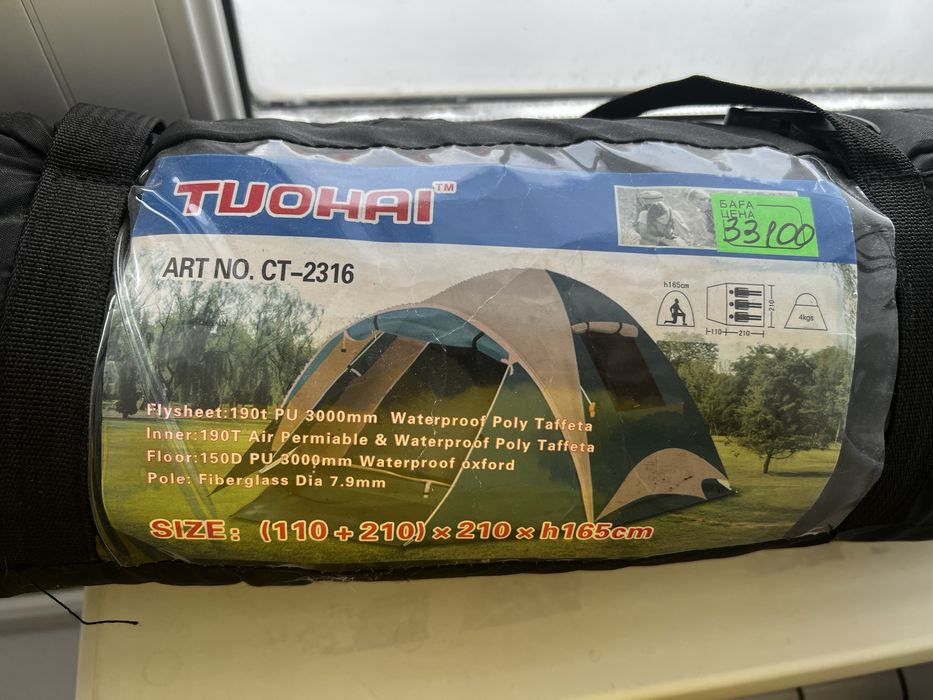 TUOHAI™
БАҒА
ЦЕНА
33100
ART NO. CT-2316
h165cm
210
110
210
4kgs
Flysheet:190t PU 3000mm Waterproof Poly Taffeta
Inner:190T Air Permiable & Waterproof Poly Taffeta
Floor:150D PU 3000mm Waterproof oxford
Pole: Fiberglass Dia 7.9mm
SIZE: (110+210)×210×h165cm